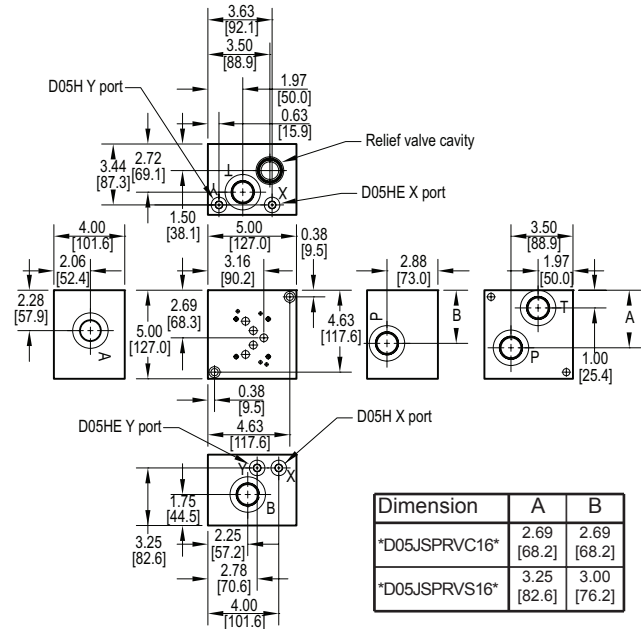 3.63
[92.1]
3.50
[88.9]
D05H Y port
1.97
[50.0]
0.63
[15.9]
Relief valve cavity
3.44
[87.3]
2.72
[69.1]
T
Y
X
D05HE X port
1.50
[38.1]
4.00
[101.6]
2.06
[52.4]
5.00
[127.0]
3.16
[90.2]
0.38
[9.5]
2.88
[73.0]
3.50
[88.9]
1.97
[50.0]
2.28
[57.9]
A
5.00
[127.0]
2.69
[68.3]
4.63
[117.6]
P
B
T
P
A
1.00
[25.4]
0.38
[9.5]
4.63
[117.6]
D05HE Y port
D05H X port
Y
X
B
1.75
[44.5]
3.25
[82.6]
2.25
[57.2]
2.78
[70.6]
4.00
[101.6]
Dimension A B
*D05JSPRVC16* 2.69 [68.2] 2.69 [68.2]
*D05JSPRVS16* 3.25 [82.6] 3.00 [76.2]